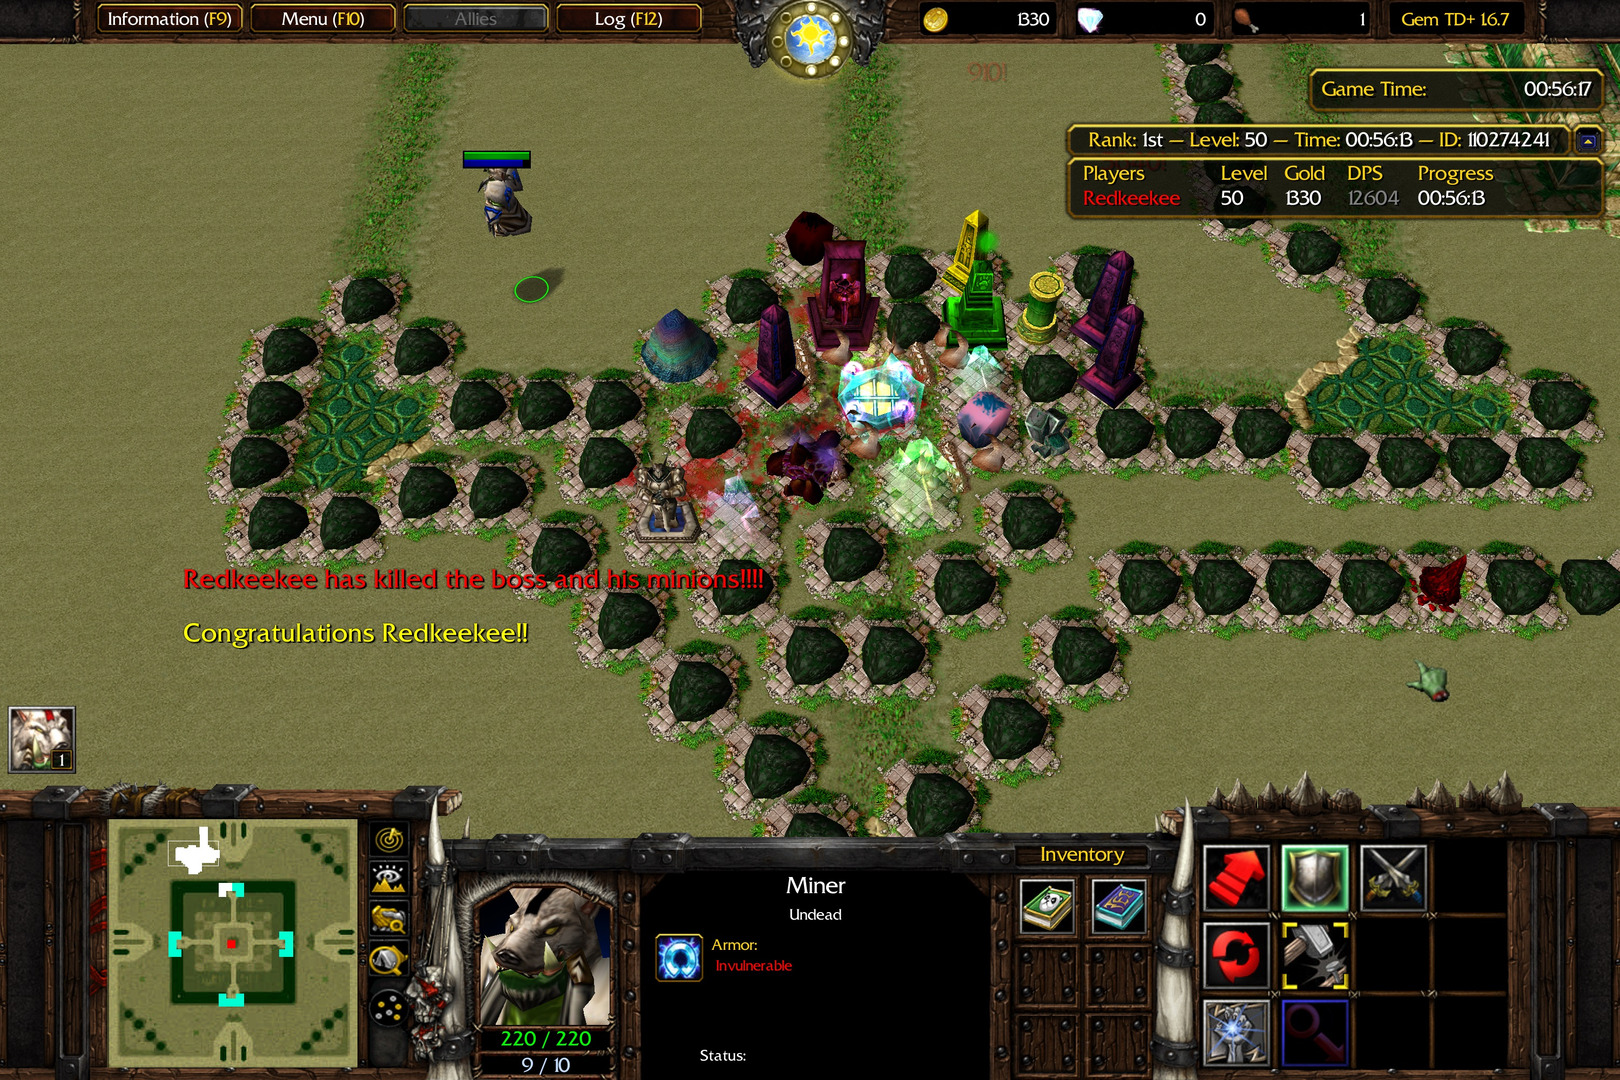 Information (F9) Menu (F10) Allies Log (F12) 1330 0 1 Gem TD+ 1.6.7
910!
Game Time: 00:56:17
Rank: 1st – Level: 50 – Time: 00:56:13 – ID: 110274241
Players Level Gold DPS Progress
Redkeekee 50 1330 12604 00:56:13
Redkeekee has killed the boss and his minions!!!!
Congratulations Redkeekee!!
1
Inventory
Miner
Undead
Armor:
Invulnerable
220 / 220
9 / 10
Status: